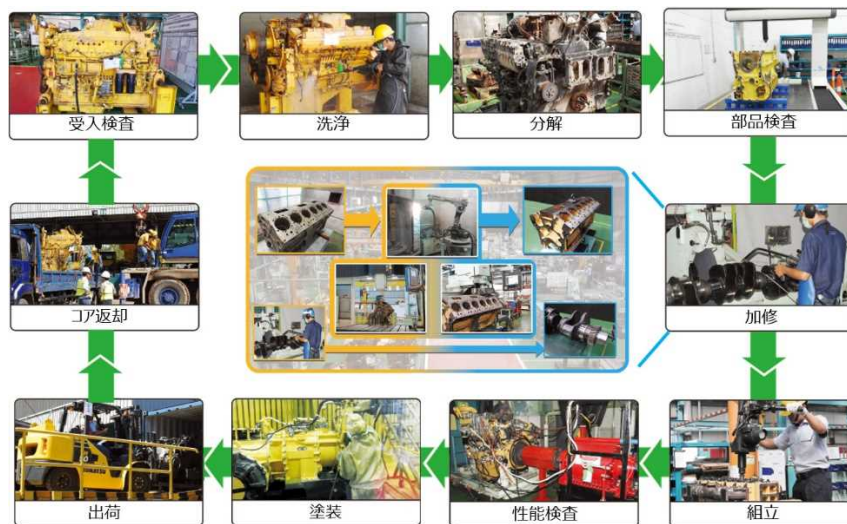 受入検査
洗浄
分解
部品検査
コア返却
加修
出荷
塗装
性能検査
組立
KOMATSU